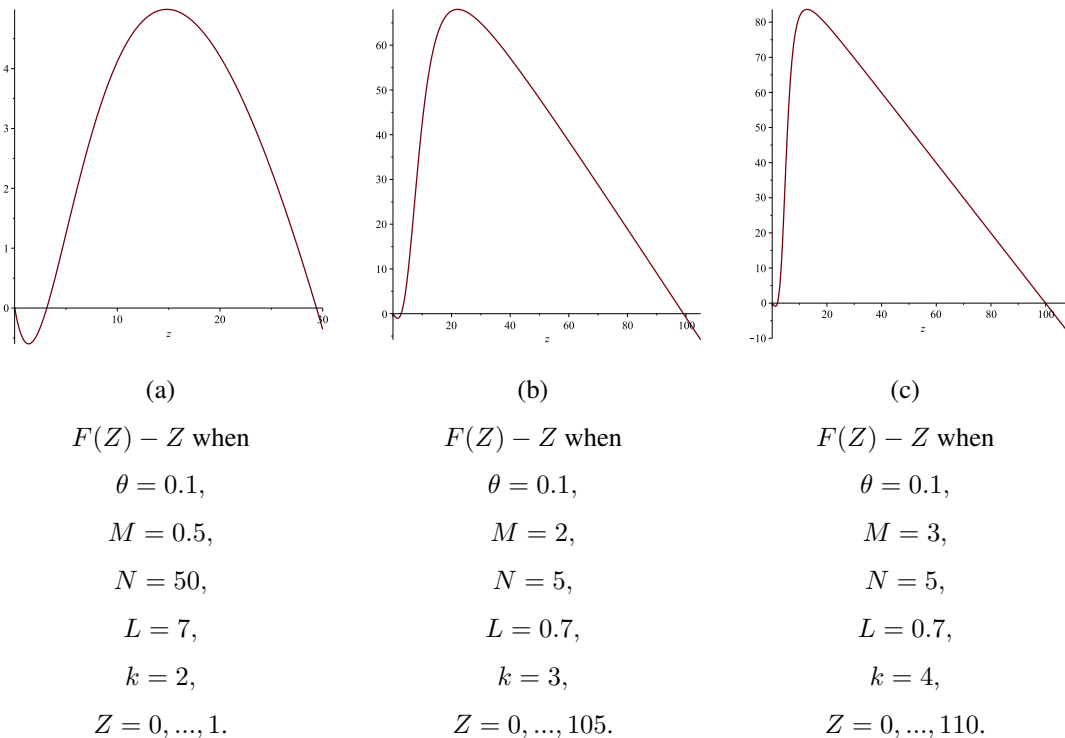 4
3
2
1
0
10
20
30
z
60
50
40
30
20
10
0
20
40
60
80
100
z
80
70
60
50
40
30
20
10
0
−10
20
40
60
80
100
z
(a)
(b)
(c)
F(Z) − Z when
F(Z) − Z when
F(Z) − Z when
θ = 0.1,
θ = 0.1,
θ = 0.1,
M = 0.5,
M = 2,
M = 3,
N = 50,
N = 5,
N = 5,
L = 7,
L = 0.7,
L = 0.7,
k = 2,
k = 3,
k = 4,
Z = 0, ..., 1.
Z = 0, ..., 105.
Z = 0, ..., 110.